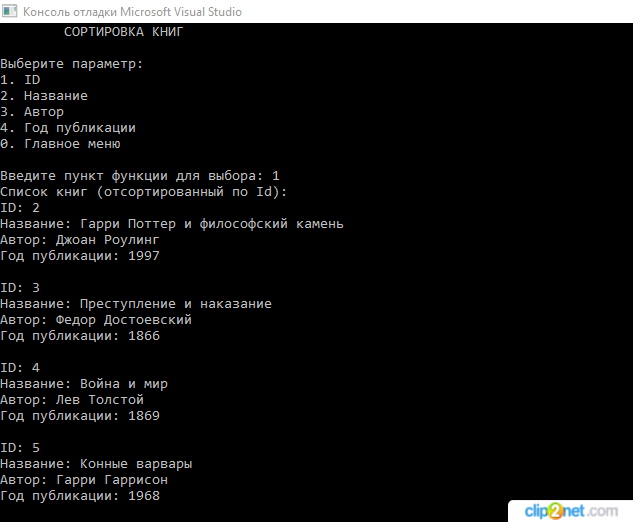 Консоль отладки Microsoft Visual Studio
СОРТИРОВКА КНИГ
Выберите параметр:
1. ID
2. Название
3. Автор
4. Год публикации
0. Главное меню
Введите пункт функции для выбора: 1
Список книг (отсортированный по Id):
ID: 2
Название: Гарри Поттер и философский камень
Автор: Джоан Роулинг
Год публикации: 1997
ID: 3
Название: Преступление и наказание
Автор: Федор Достоевский
Год публикации: 1866
ID: 4
Название: Война и мир
Автор: Лев Толстой
Год публикации: 1869
ID: 5
Название: Конные варвары
Автор: Гарри Гаррисон
Год публикации: 1968
clip2net.com